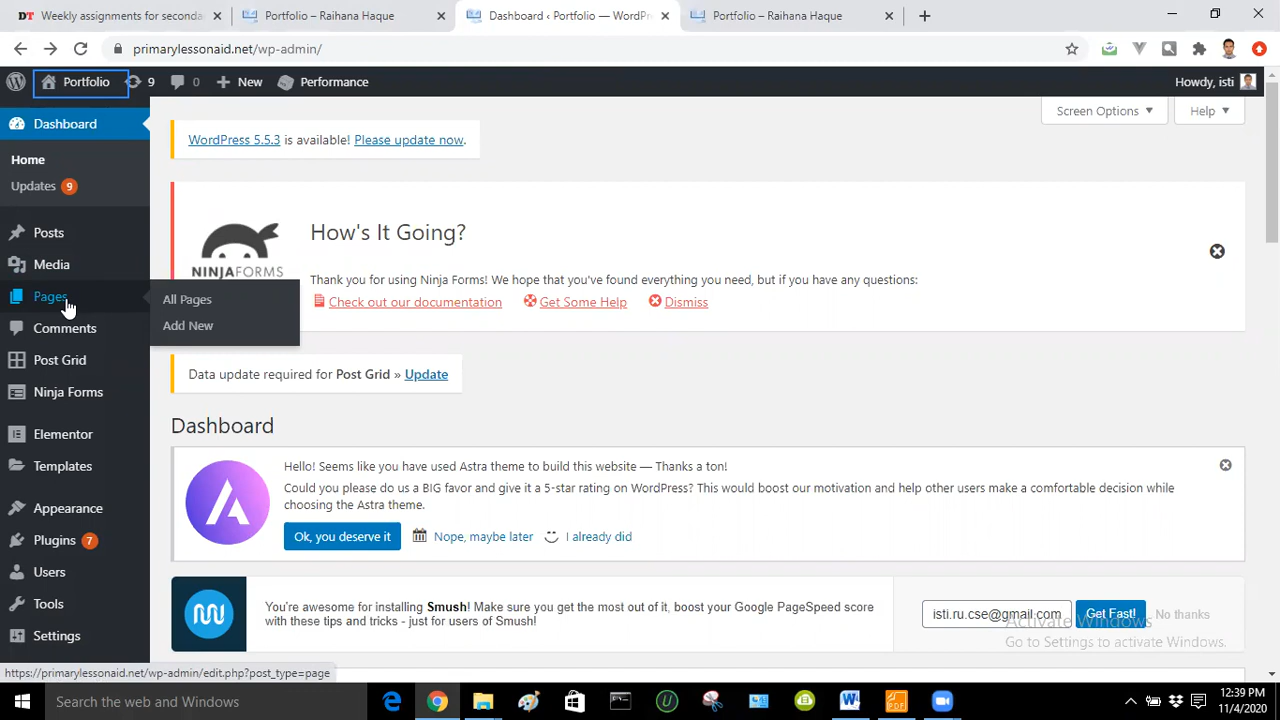 Weekly assignments for seconda
Portfolio – Raihana Haque
Dashboard ‹ Portfolio — WordPr
Portfolio – Raihana Haque
primarylessonaid.net/wp-admin/
Portfolio
9
0
New
Performance
Howdy, isti
Dashboard
Home
Updates 9
Posts
Media
Pages
All Pages
Add New
Comments
Post Grid
Ninja Forms
Elementor
Templates
Appearance
Plugins 7
Users
Tools
Settings
Screen Options
Help
WordPress 5.5.3 is available! Please update now.
NINJAFORMS
How's It Going?
Thank you for using Ninja Forms! We hope that you've found everything you need, but if you have any questions:
Check out our documentation
Get Some Help
Dismiss
Data update required for Post Grid » Update
Dashboard
Hello! Seems like you have used Astra theme to build this website — Thanks a ton!
Could you please do us a BIG favor and give it a 5-star rating on WordPress? This would boost our motivation and help other users make a comfortable decision while
choosing the Astra theme.
Ok, you deserve it
Nope, maybe later
I already did
You're awesome for installing Smush! Make sure you get the most out of it, boost your Google PageSpeed score
with these tips and tricks - just for users of Smush!
isti.ru.cse@gmail.com
Get Fast!
No thanks
Activate Windows
Go to Settings to activate Windows.
https://primarylessonaid.net/wp-admin/edit.php?post_type=page
Search the web and Windows
12:39 PM
11/4/2020